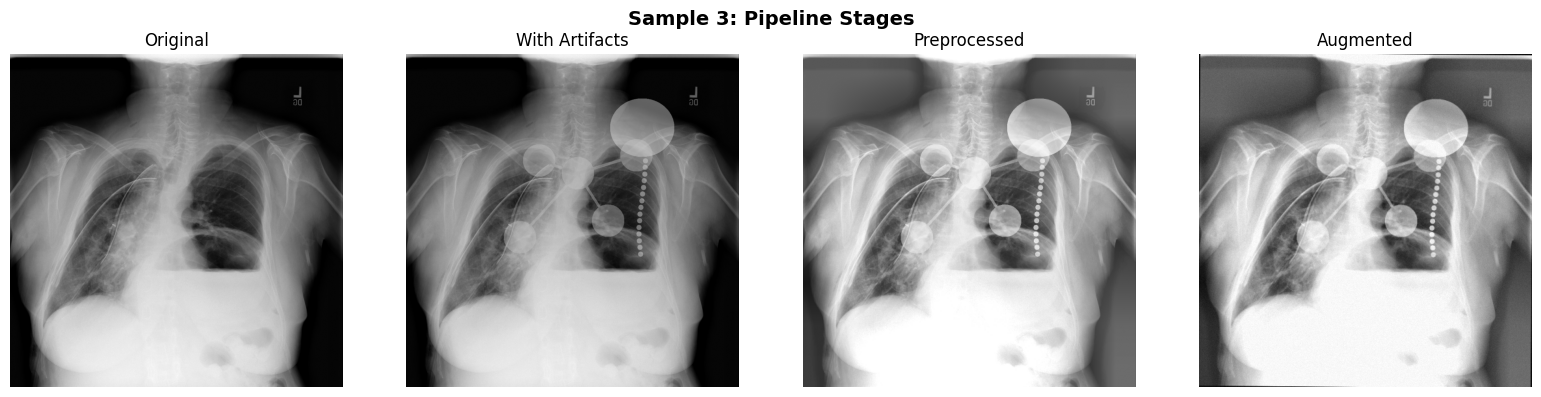 Sample 3: Pipeline Stages
Original
With Artifacts
Preprocessed
Augmented
L
L
L
L